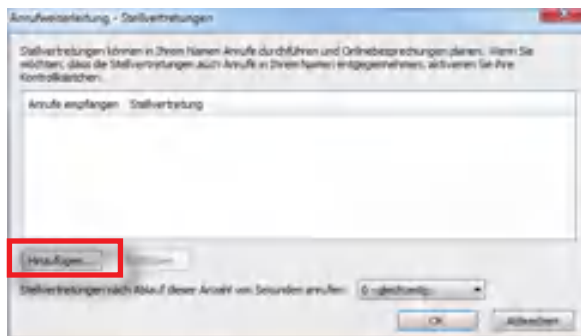 Anrufweiterleitung - Stellvertretungen
Stellvertretungen können in Ihrem Namen Anrufe durchführen und Onlinebesprechungen planen. Wenn Sie
möchten, dass die Stellvertretungen auch Anrufe in Ihrem Namen entgegennehmen, aktivieren Sie ihre
Kontrollkästchen.
Anrufe empfangen Stellvertretung
Hinzufügen...
Stellvertretungen nach Ablauf dieser Anzahl von Sekunden anrufen: 0 -gleichzeitig-
OK Abbrechen